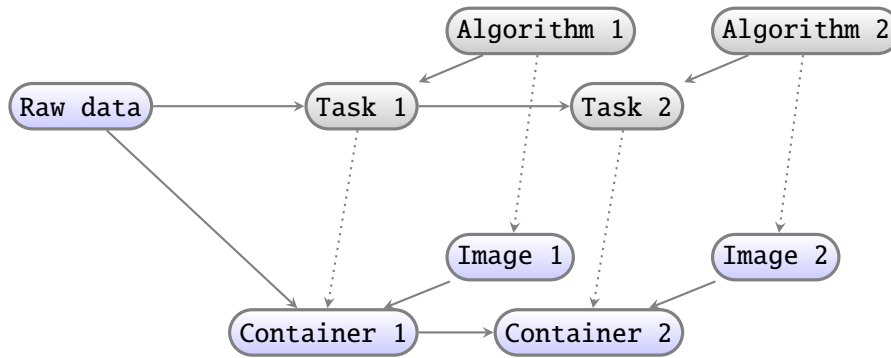 Algorithm 1
Algorithm 2
Raw data
Task 1
Task 2
Image 1
Image 2
Container 1
Container 2